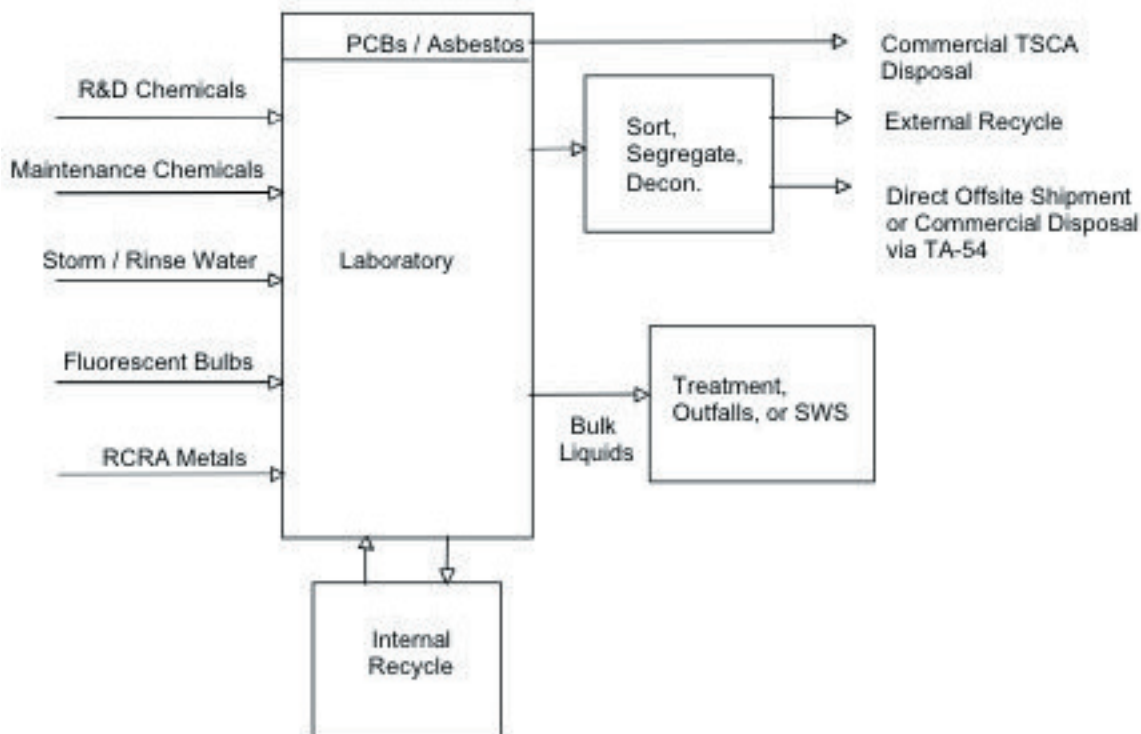 PCBs / Asbestos
Commercial TSCA
Disposal
R&D Chemicals
External Recycle
Sort,
Segregate,
Decon.
Maintenance Chemicals
Direct Offsite Shipment
or Commercial Disposal
via TA-54
Storm / Rinse Water
Laboratory
Fluorescent Bulbs
Treatment,
Outfalls, or SWS
Bulk
Liquids
RCRA Metals
Internal
Recycle